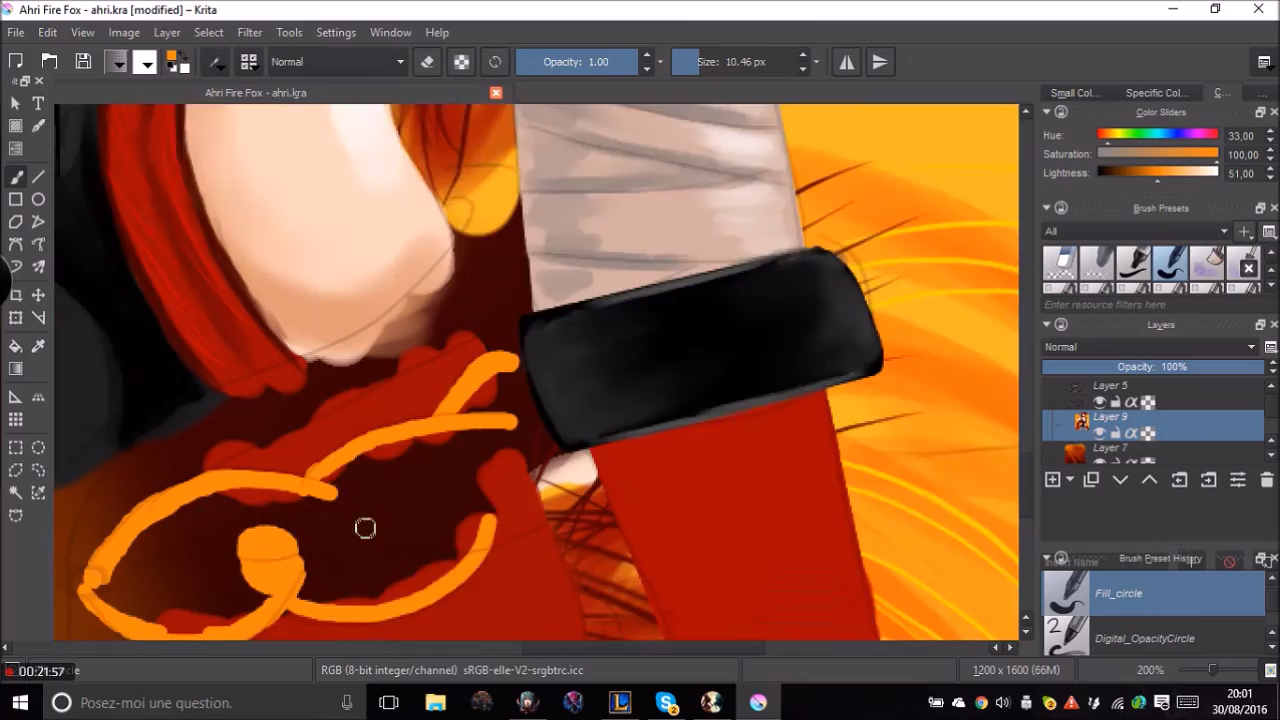 Ahri Fire Fox - ahri.kra [modified] – Krita
File Edit View Image Layer Select Filter Tools Settings Window Help
Normal Opacity: 1.00 Size: 10.46 px
Ahri Fire Fox - ahri.kra
Small Col... Specific Col... C... ...
Color Sliders
Hue: 33,00
Saturation: 100,00
Lightness: 51,00
Brush Presets
All
Enter resource filters here
Layers
Normal
Opacity: 100%
Layer 5
Layer 9
Layer 7
Brush Preset History
Fill_circle
2 Digital_OpacityCircle
00:21:57
RGB (8-bit integer/channel) sRGB-elle-V2-srgbtrc.icc 1200 x 1600 (66M) 200%
Posez-moi une question.
20:01
30/08/2016